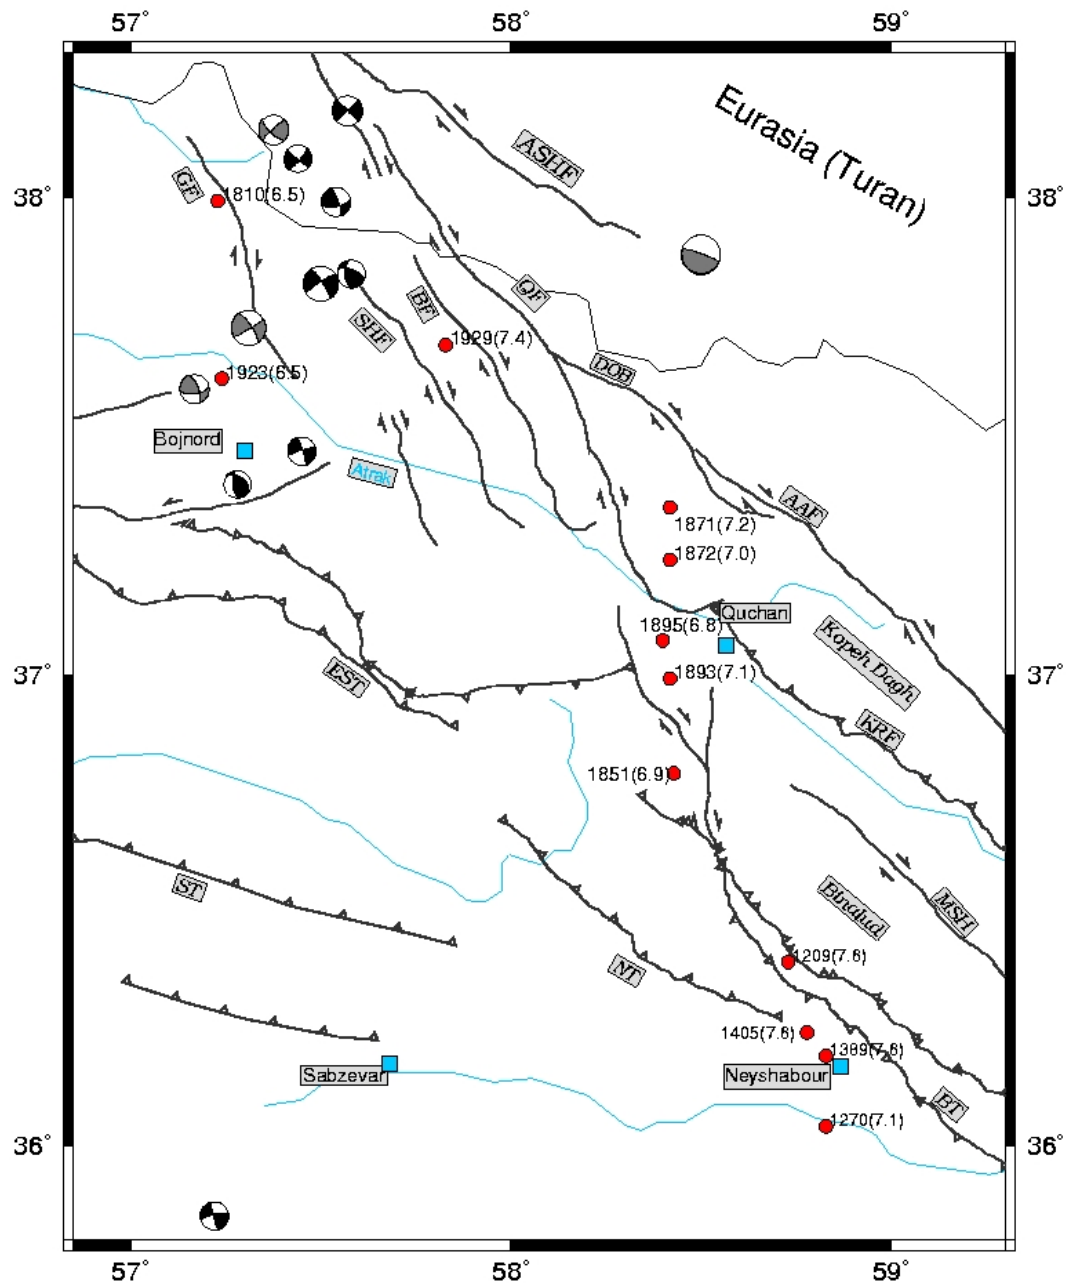 57° 58 59°
Eurasia (Turan)
ASHF
GF
1810(6.5)
38° 38°
QF
BF
SHF
1929(7.4)
DOB
1923(6.5)
Bojnord
Atrak
AAF
1871(7.2)
1872(7.0)
Quchan
1895(6.8)
Kopeh Dagh
37° 37°
1893(7.1)
EST
KRF
1851(6.9)
ST
Binalud
MSH
1209(7.6)
NT
1405(7.6)
1389(7.6)
Sabzevar
Neyshabour
BT
1270(7.1)
36° 36°
57° 58 59°